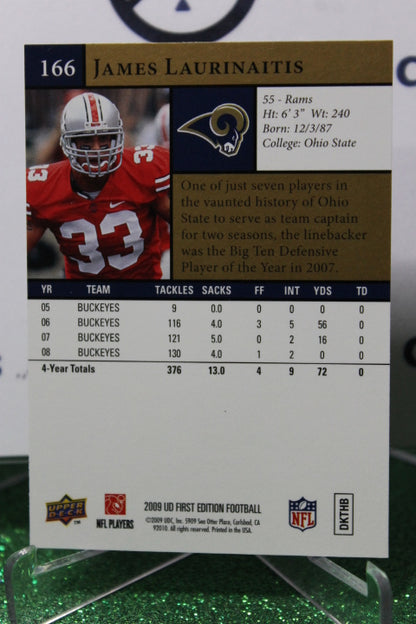 166 JAMES LAURINAITIS
55 - Rams
Ht: 6' 3" Wt: 240
Born: 12/3/87
College: Ohio State
33
33
One of just seven players in
the vaunted history of Ohio
State to serve as team captain
for two seasons, the linebacker
was the Big Ten Defensive
Player of the Year in 2007.
YR TEAM TACKLES SACKS FF INT YDS TD
05 BUCKEYES 9 0.0 0 0 0 0
06 BUCKEYES 116 4.0 3 5 56 0
07 BUCKEYES 121 5.0 0 2 16 0
08 BUCKEYES 130 4.0 1 2 0 0
4-Year Totals 376 13.0 4 9 72 0
UPPER DECK TM
NFL PLAYERS
2009 UD FIRST EDITION FOOTBALL
©2009 UDC, Inc. 5909 Sea Otter Place, Carlsbad, CA
92010. All rights reserved. Printed in the USA.
NFL
DKTHB